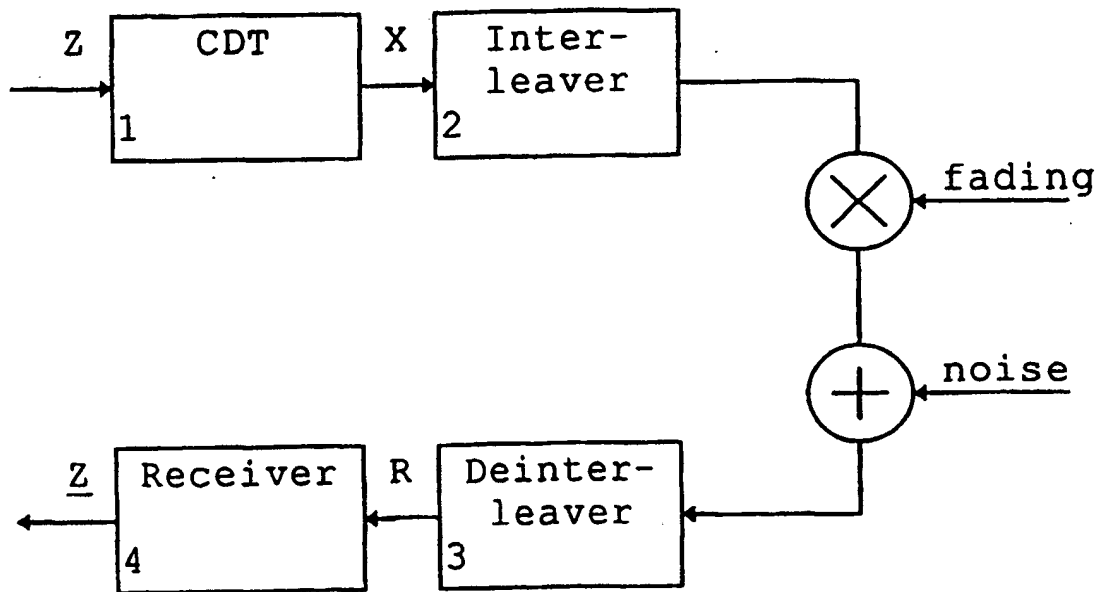 Z
CDT
1
X
Inter-
leaver
2
fading
noise
Z
Receiver
4
R
Deinter-
leaver
3